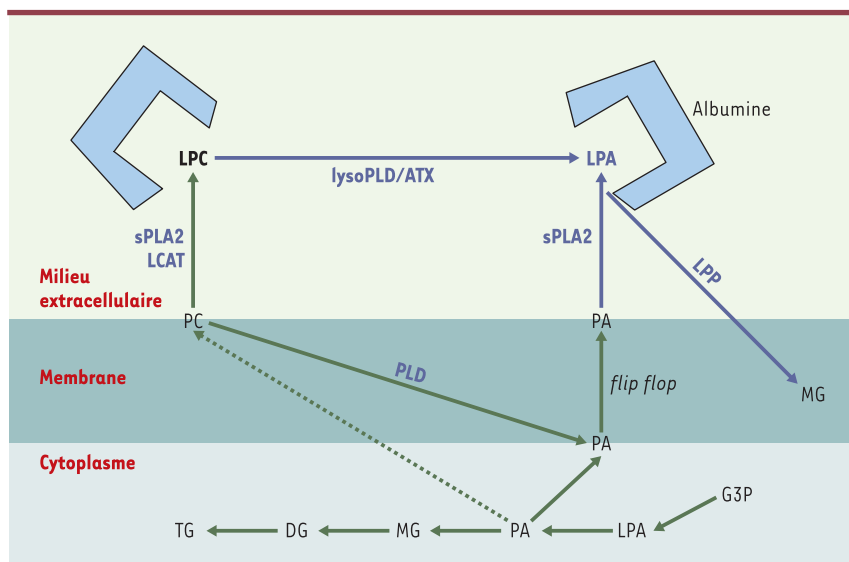 Albumine
LPC
LPA
lysoPLD/ATX
sPLA2
LCAT
sPLA2
LPP
Milieu
extracellulaire
PC
PA
Membrane
PLD
flip flop
MG
PA
Cytoplasme
G3P
TG
DG
MG
PA
LPA